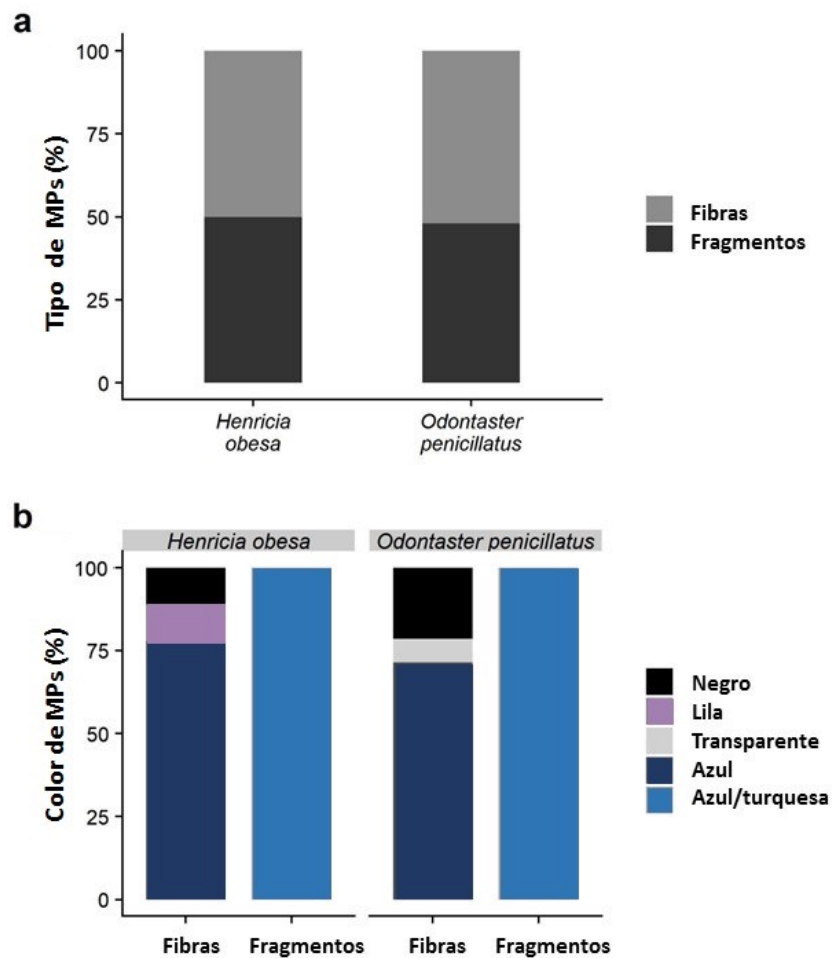 a
Tipo de MPs (%)
100
75
50
25
0
Henricia
obesa
Odontaster
penicillatus
Fibras
Fragmentos
b
Henricia obesa
Odontaster penicillatus
Color de MPs (%)
100
75
50
25
0
Fibras
Fragmentos
Fibras
Fragmentos
Negro
Lila
Transparente
Azul
Azul/turquesa